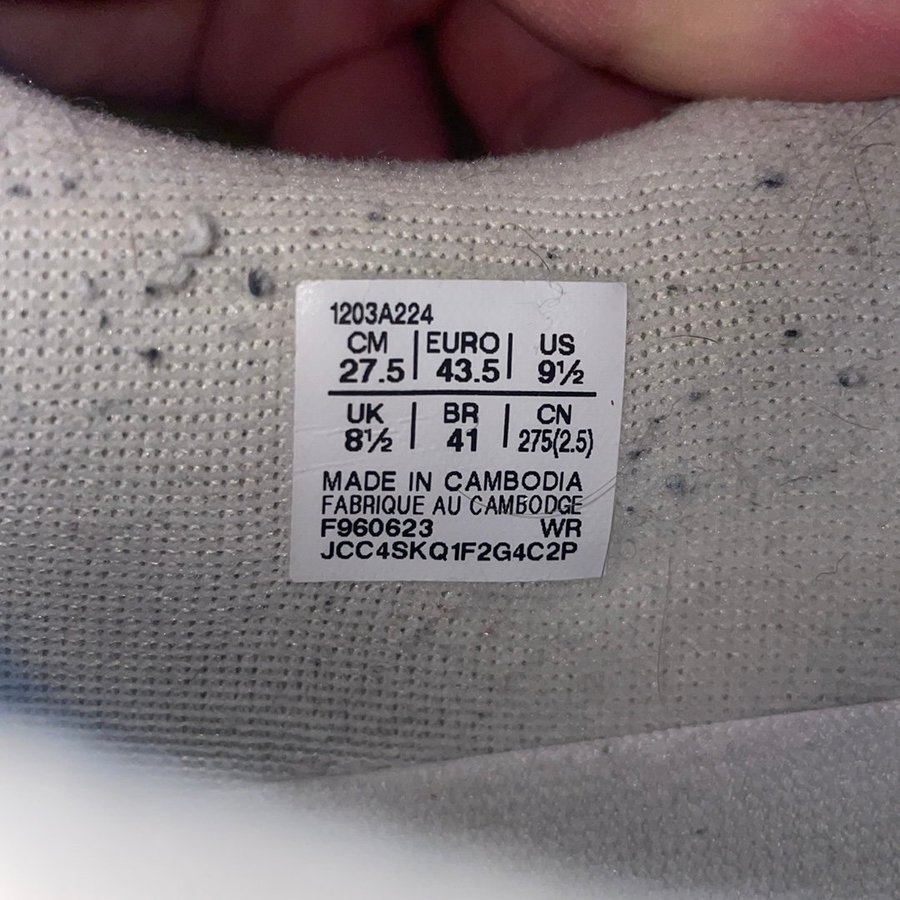 1203A224
CM | EURO | US
27.5 | 43.5 | 9½
UK | BR | CN
8½ | 41 | 275(2.5)
MADE IN CAMBODIA
FABRIQUE AU CAMBODGE
F960623 WR
JCC4SKQ1F2G4C2P